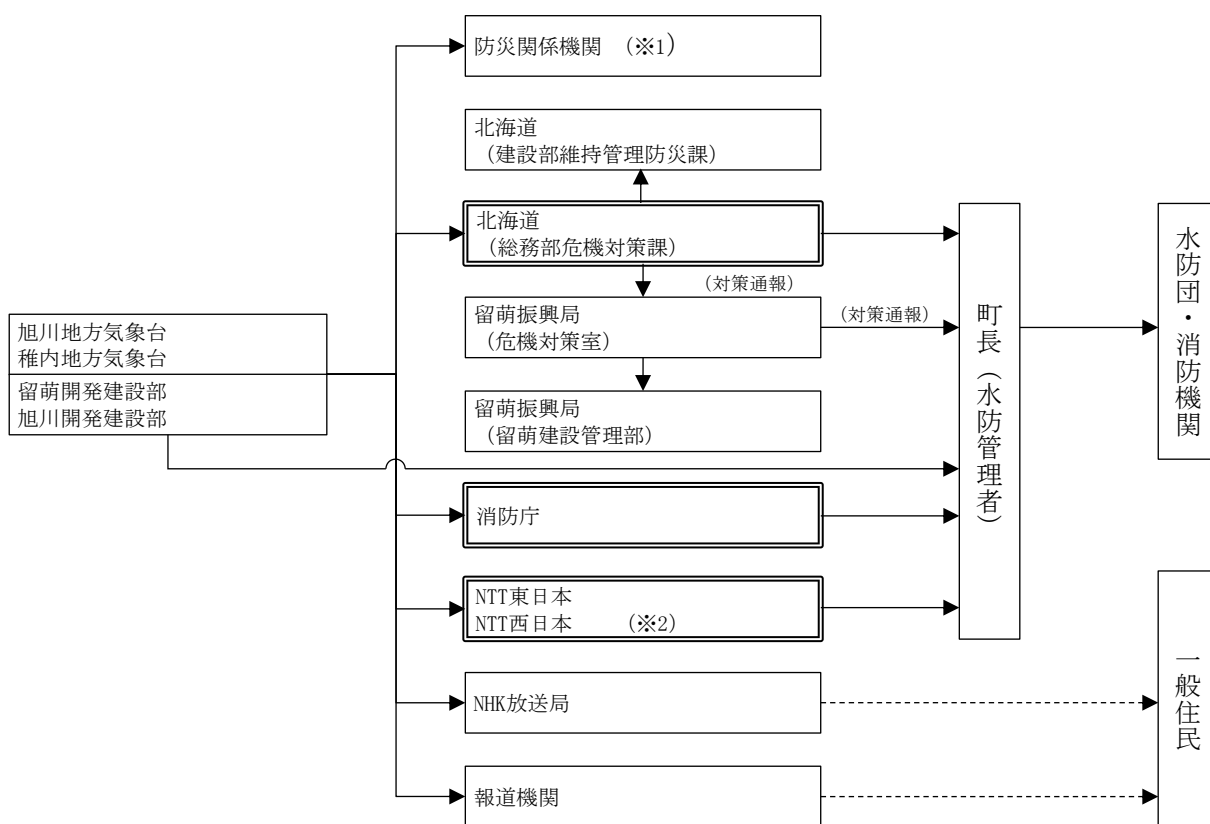 防災関係機関　(※1)
北海道
（建設部維持管理防災課）
北海道
（総務部危機対策課）
(対策通報)
留萌振興局
（危機対策室）
(対策通報)
留萌振興局
（留萌建設管理部）
旭川地方気象台
稚内地方気象台
留萌開発建設部
旭川開発建設部
消防庁
NTT東日本
NTT西日本　　　(※2)
NHK放送局
報道機関
町長（水防管理者）
水防団・消防機関
一般住民